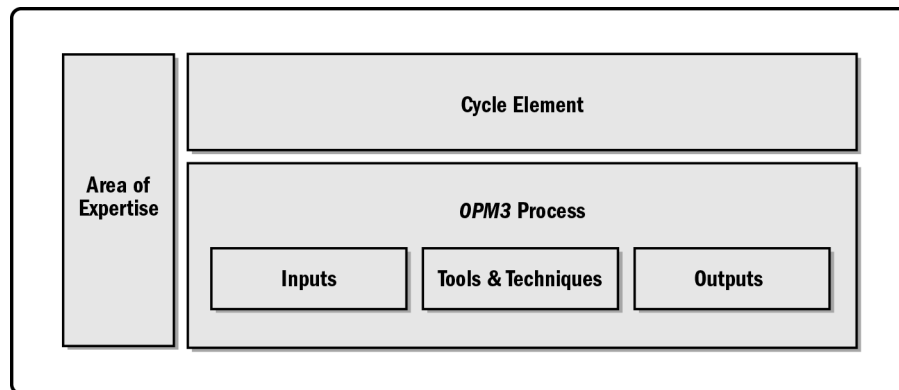 Area of
Expertise
Cycle Element
OPM3 Process
Inputs
Tools & Techniques
Outputs